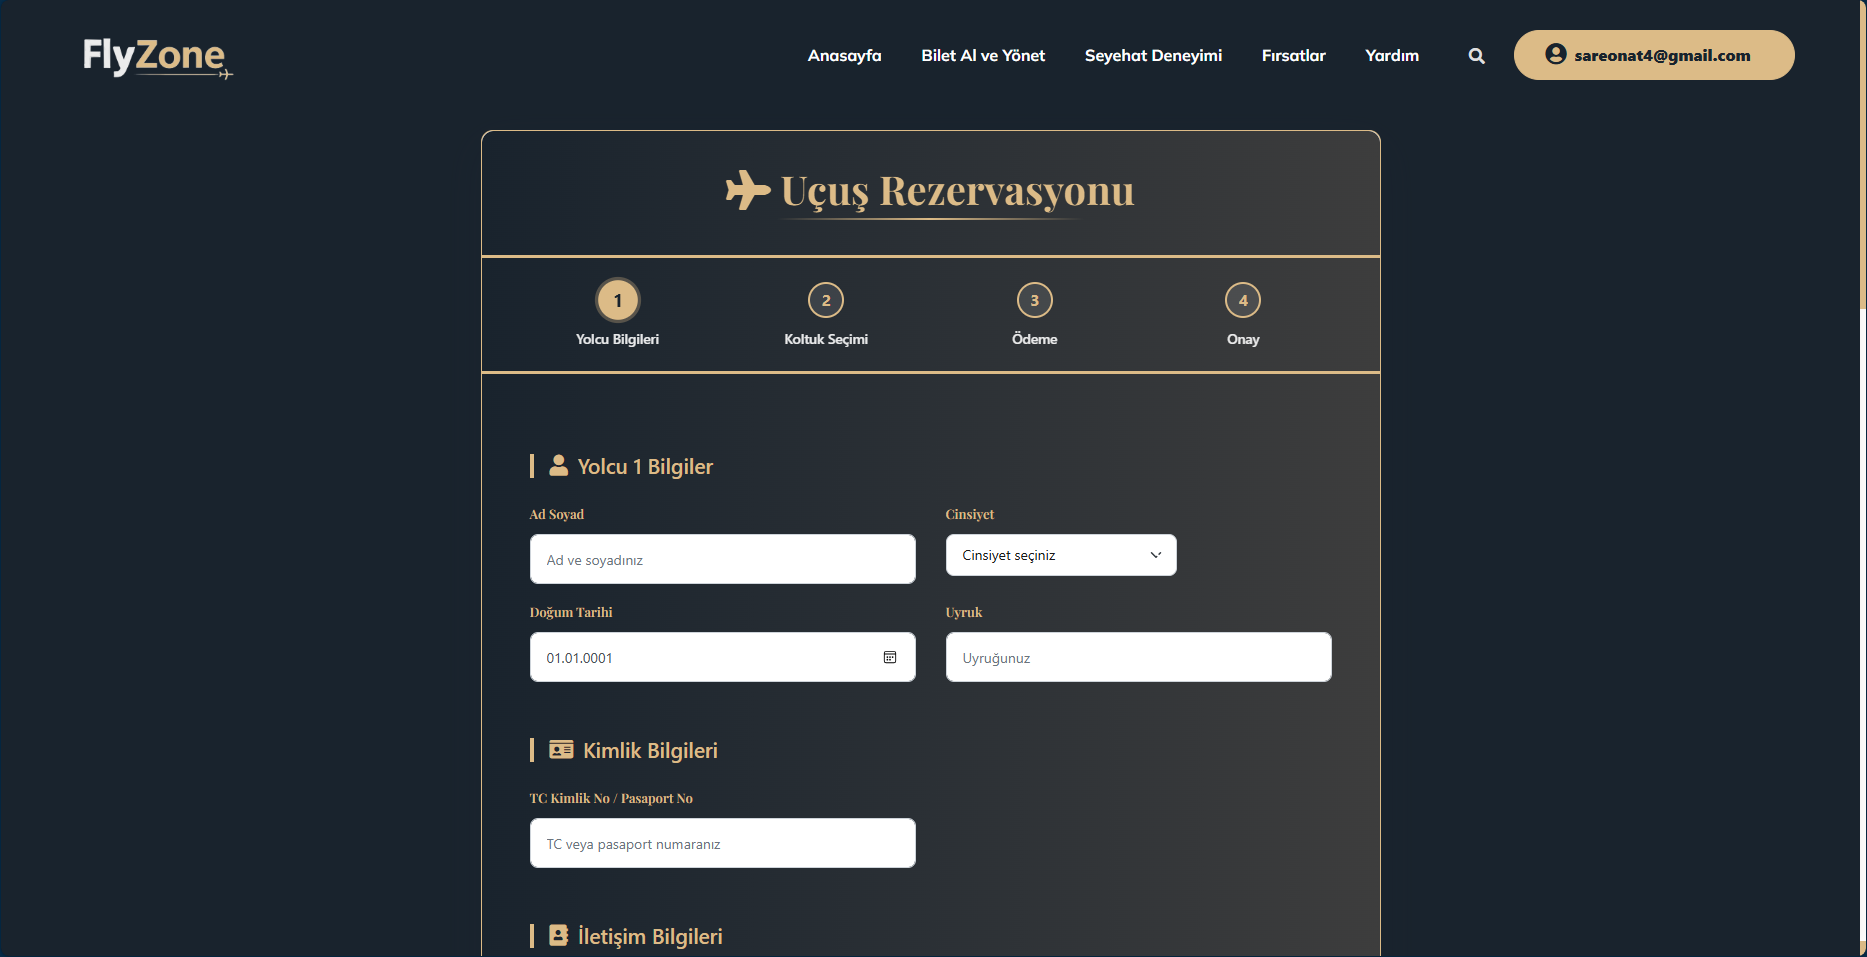 FlyZone
Anasayfa Bilet Al ve Yönet Seyehat Deneyimi Fırsatlar Yardım sareonat4@gmail.com
Uçuş Rezervasyonu
1 2 3 4
Yolcu Bilgileri Koltuk Seçimi Ödeme Onay
Yolcu 1 Bilgiler
Ad Soyad Cinsiyet
Ad ve soyadınız Cinsiyet seçiniz
Doğum Tarihi Uyruk
01.01.0001 Uyruğunuz
Kimlik Bilgileri
TC Kimlik No / Pasaport No
TC veya pasaport numaranız
İletişim Bilgileri